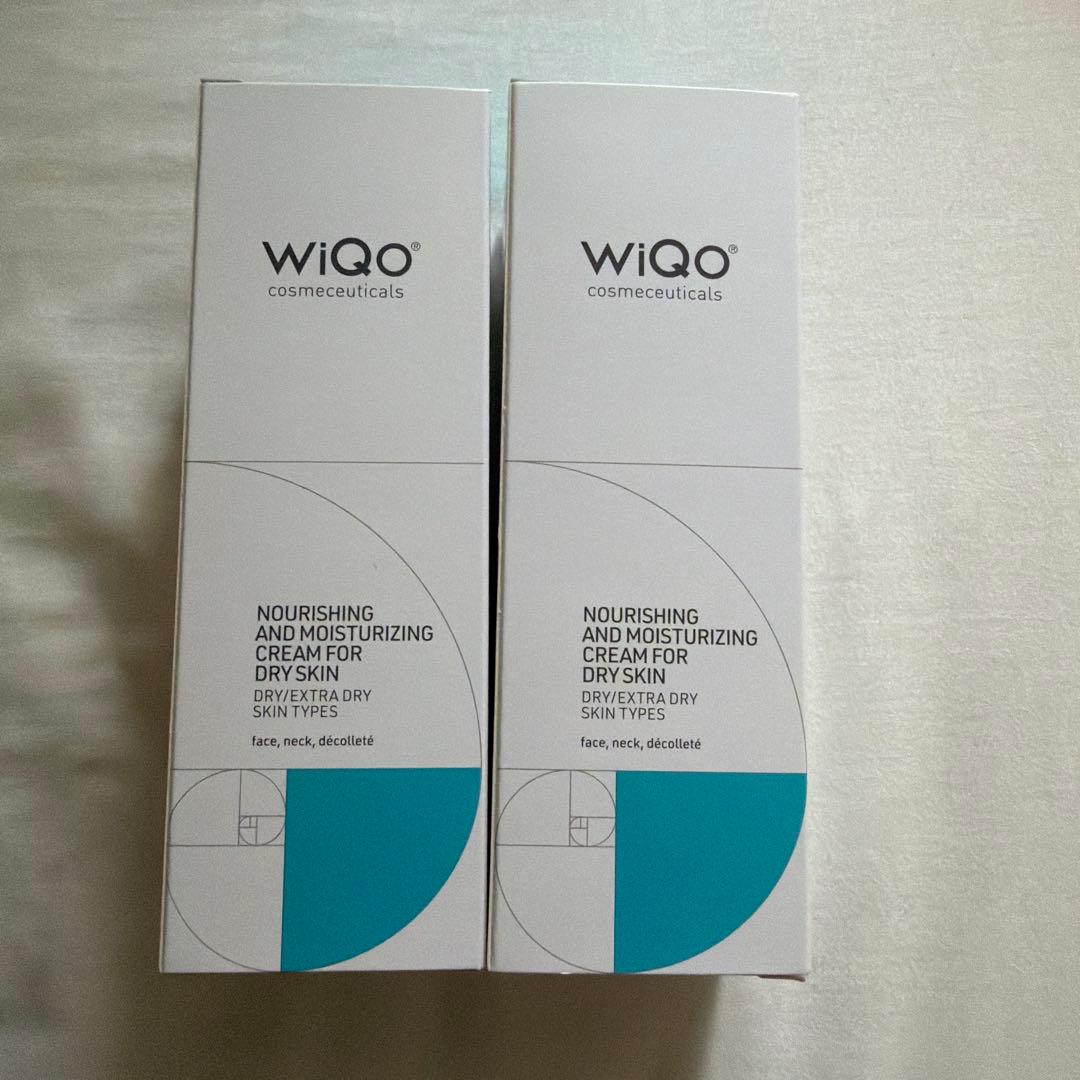 WiQo®
cosmeceuticals
NOURISHING
AND MOISTURIZING
CREAM FOR
DRY SKIN
DRY/EXTRA DRY
SKIN TYPES
face, neck, décolleté
WiQo®
cosmeceuticals
NOURISHING
AND MOISTURIZING
CREAM FOR
DRY SKIN
DRY/EXTRA DRY
SKIN TYPES
face, neck, décolleté